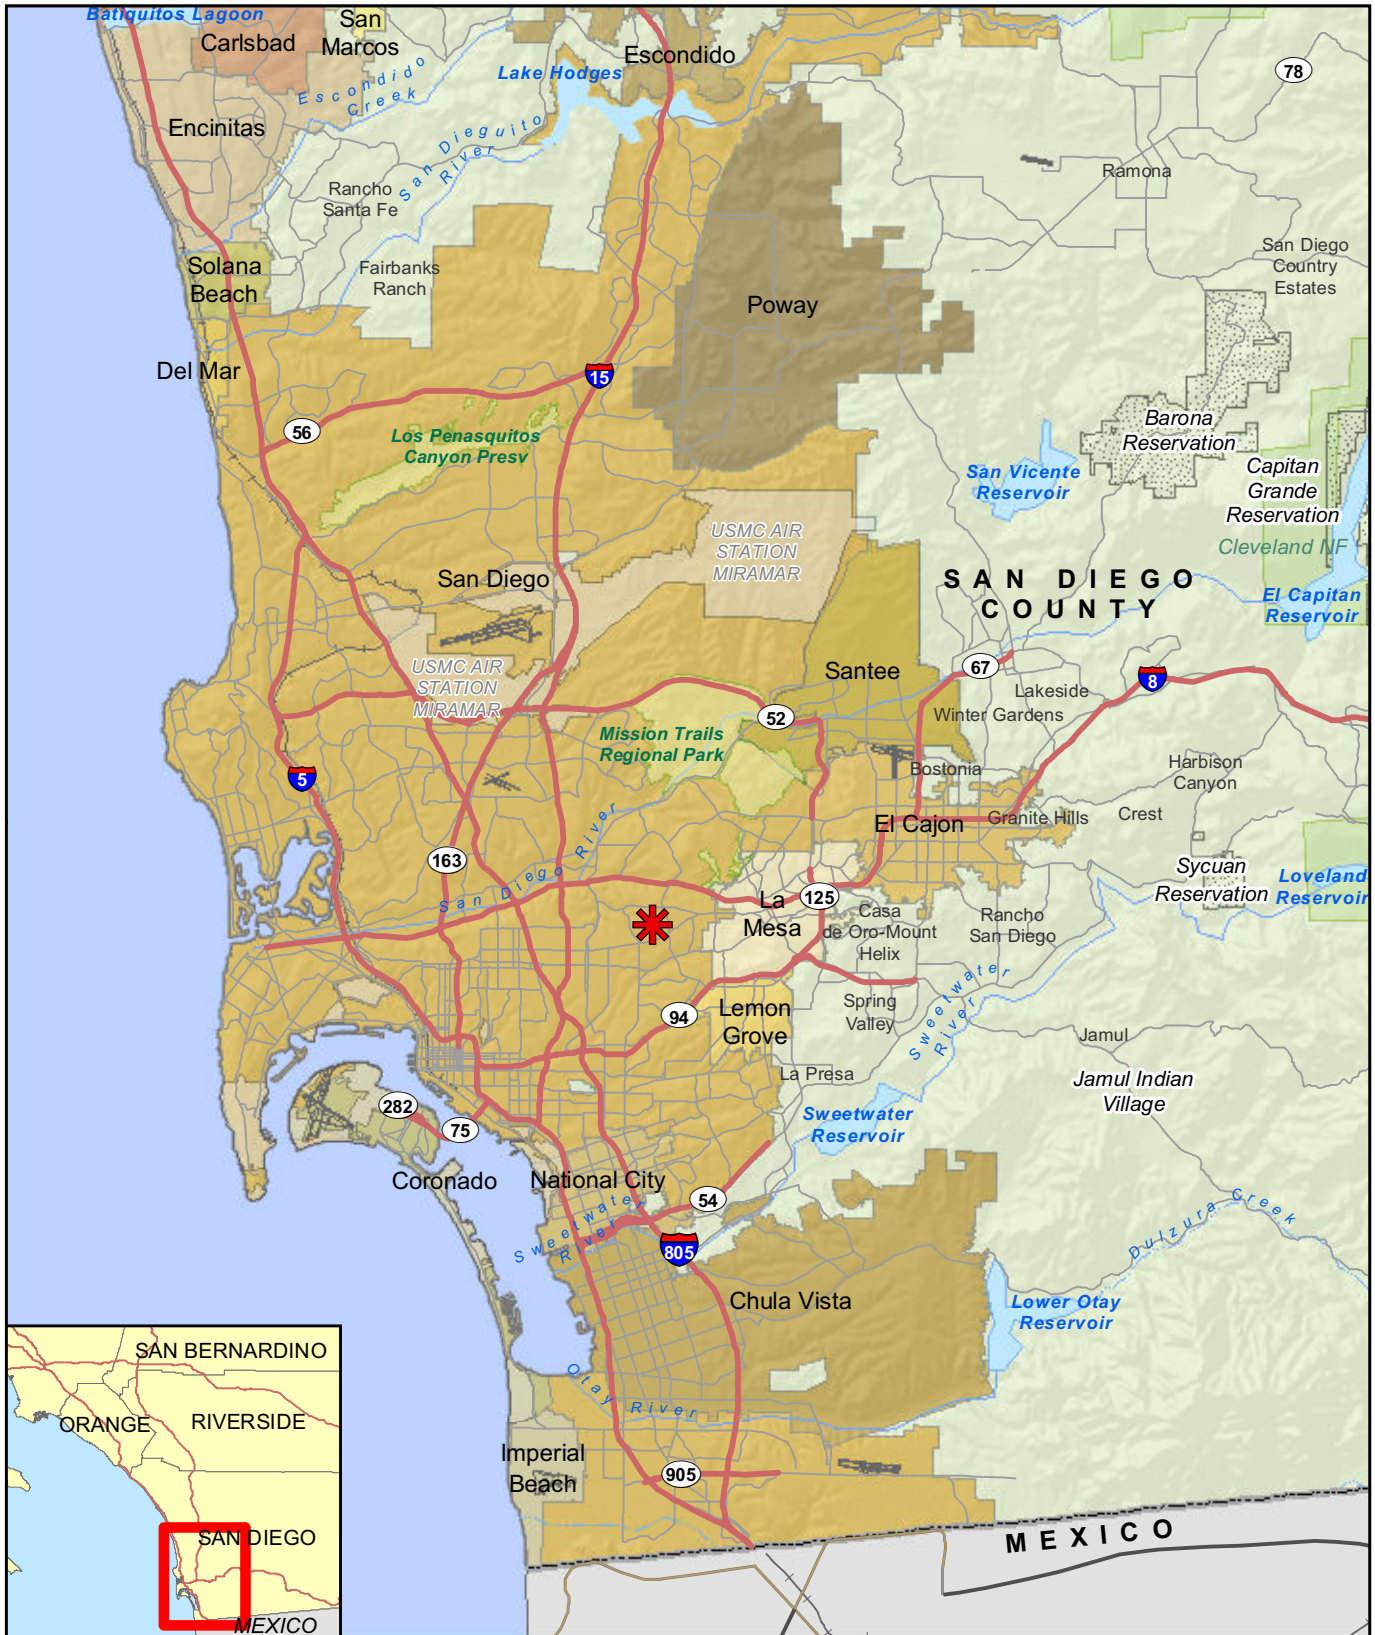 Batiquitos Lagoon
Carlsbad
San
Marcos
Escondido
Creek
Lake Hodges
Escondido
78
Encinitas
San Dieguito
River
Ramona
Rancho
Santa Fe
Solana
Beach
Fairbanks
Ranch
San Diego
Country
Estates
Poway
Del Mar
15
56
Los Penasquitos
Canyon Presv
Barona
Reservation
San Vicente
Reservoir
Capitan
Grande
Reservation
Cleveland NF
USMC AIR
STATION
MIRAMAR
San Diego
SAN DIEGO
COUNTY
El Capitan
Reservoir
USMC AIR
STATION
MIRAMAR
Santee
67
8
Lakeside
Winter Gardens
52
Mission Trails
Regional Park
5
Bostonia
Harbison
Canyon
El Cajon
Granite Hills
Crest
163
San Diego River
Sycuan
Reservation
Loveland
Reservoir
La
Mesa
125
Casa
de Oro-Mount
Helix
Rancho
San Diego
94
Lemon
Grove
Spring
Valley
Sweetwater
River
Jamul
La Presa
Jamul Indian
Village
282
75
Sweetwater
Reservoir
Coronado
National City
54
Sweetwater
River
805
Dulzura Creek
Chula Vista
Lower Otay
Reservoir
Otay River
Imperial
Beach
905
MEXICO
SAN BERNARDINO
ORANGE
RIVERSIDE
SAN DIEGO
MEXICO